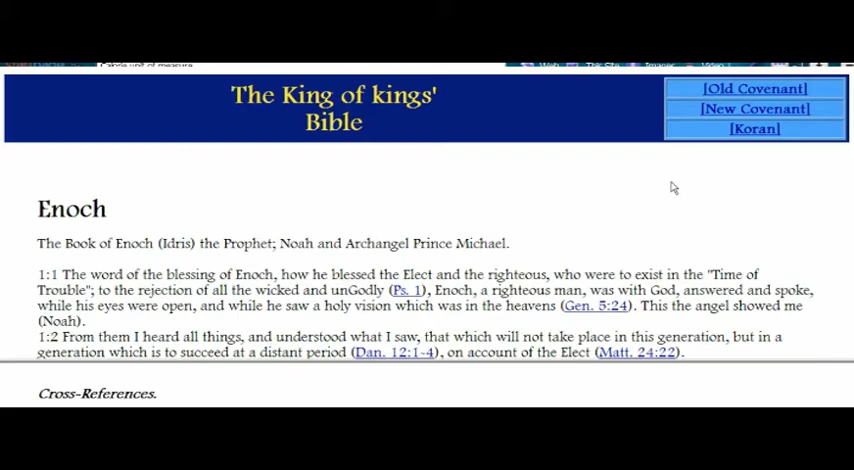 Calorie unit of measure
The King of kings'
Bible
[Old Covenant]
[New Covenant]
[Koran]
Enoch
The Book of Enoch (Idris) the Prophet; Noah and Archangel Prince Michael.
1:1 The word of the blessing of Enoch, how he blessed the Elect and the righteous, who were to exist in the "Time of
Trouble"; to the rejection of all the wicked and unGodly (Ps. 1), Enoch, a righteous man, was with God, answered and spoke,
while his eyes were open, and while he saw a holy vision which was in the heavens (Gen. 5:24). This the angel showed me
(Noah).
1:2 From them I heard all things, and understood what I saw, that which will not take place in this generation, but in a
generation which is to succeed at a distant period (Dan. 12:1-4), on account of the Elect (Matt. 24:22).
Cross-References.